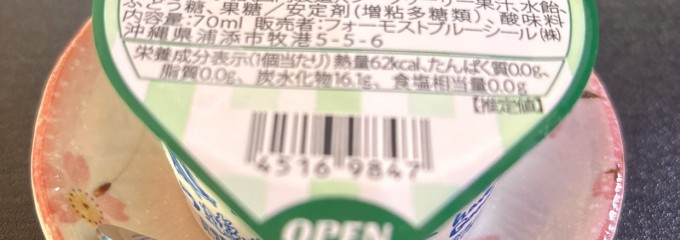 ぶどう糖、果糖／安定剤(増粘多糖類)、酸味料
内容量:70ml 販売者:フォーモストブルーシール㈱
沖縄県浦添市牧港5-5-6
栄養成分表示(1個当たり) 熱量62kcal、たんぱく質0.0g、
脂質0.0g、炭水化物16.1g、食塩相当量0.0g
【推定値】
4516 9847
OPEN